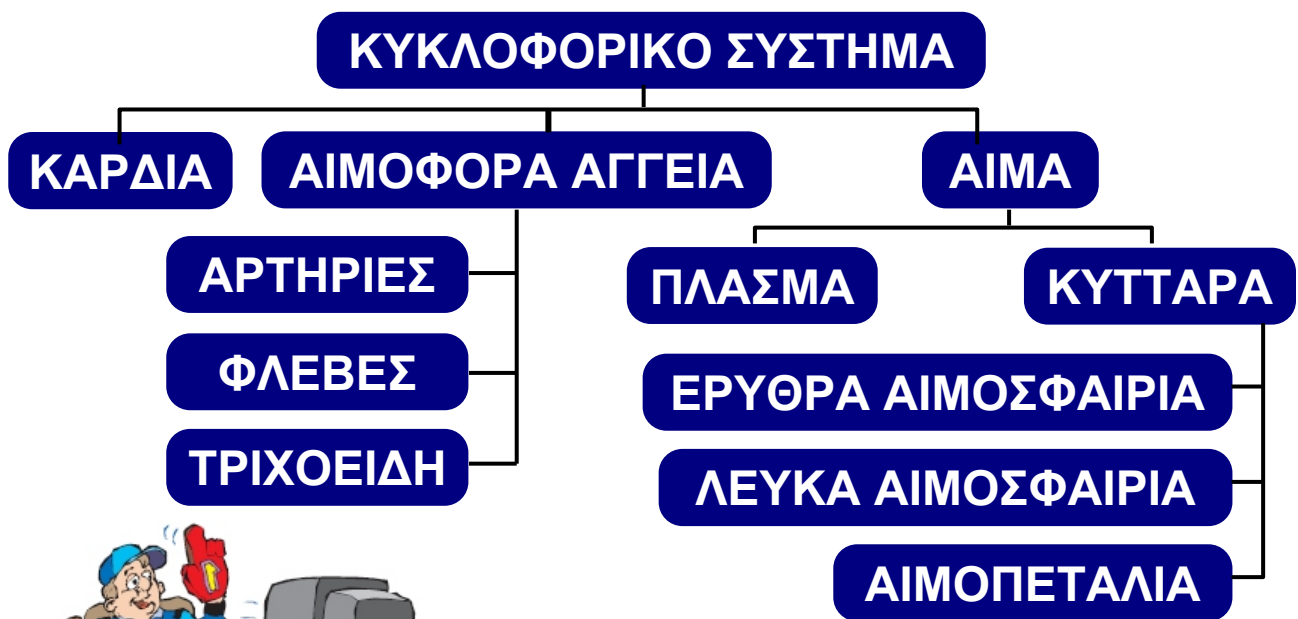 ΚΥΚΛΟΦΟΡΙΚΟ ΣΥΣΤΗΜΑ
ΚΑΡΔΙΑ
ΑΙΜΟΦΟΡΑ ΑΓΓΕΙΑ
ΑΙΜΑ
ΑΡΤΗΡΙΕΣ
ΦΛΕΒΕΣ
ΤΡΙΧΟΕΙΔΗ
ΠΛΑΣΜΑ
ΚΥΤΤΑΡΑ
ΕΡΥΘΡΑ ΑΙΜΟΣΦΑΙΡΙΑ
ΛΕΥΚΑ ΑΙΜΟΣΦΑΙΡΙΑ
ΑΙΜΟΠΕΤΑΛΙΑ